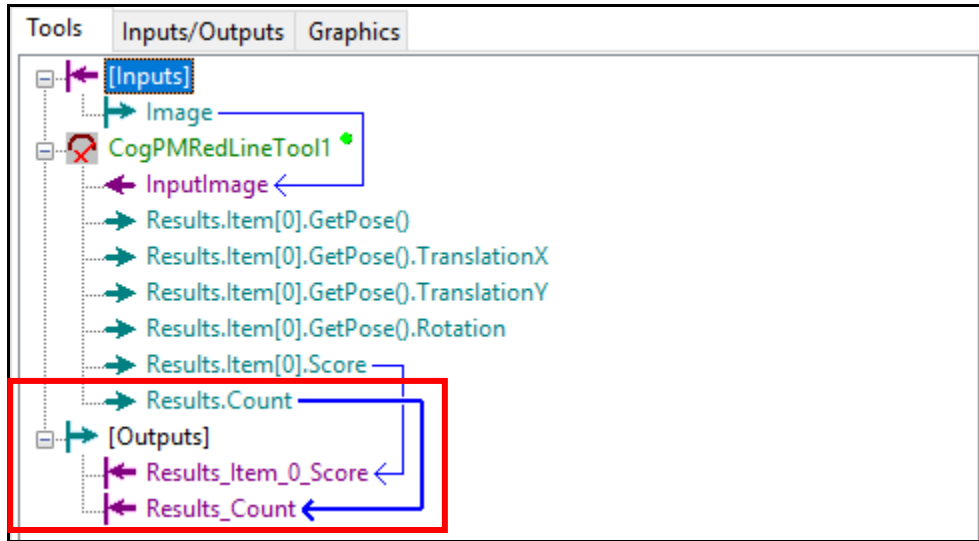 Tools Inputs/Outputs Graphics
[Inputs]
Image
CogPMRedLineTool1
InputImage
Results.Item[0].GetPose()
Results.Item[0].GetPose().TranslationX
Results.Item[0].GetPose().TranslationY
Results.Item[0].GetPose().Rotation
Results.Item[0].Score
Results.Count
[Outputs]
Results_Item_0_Score
Results_Count